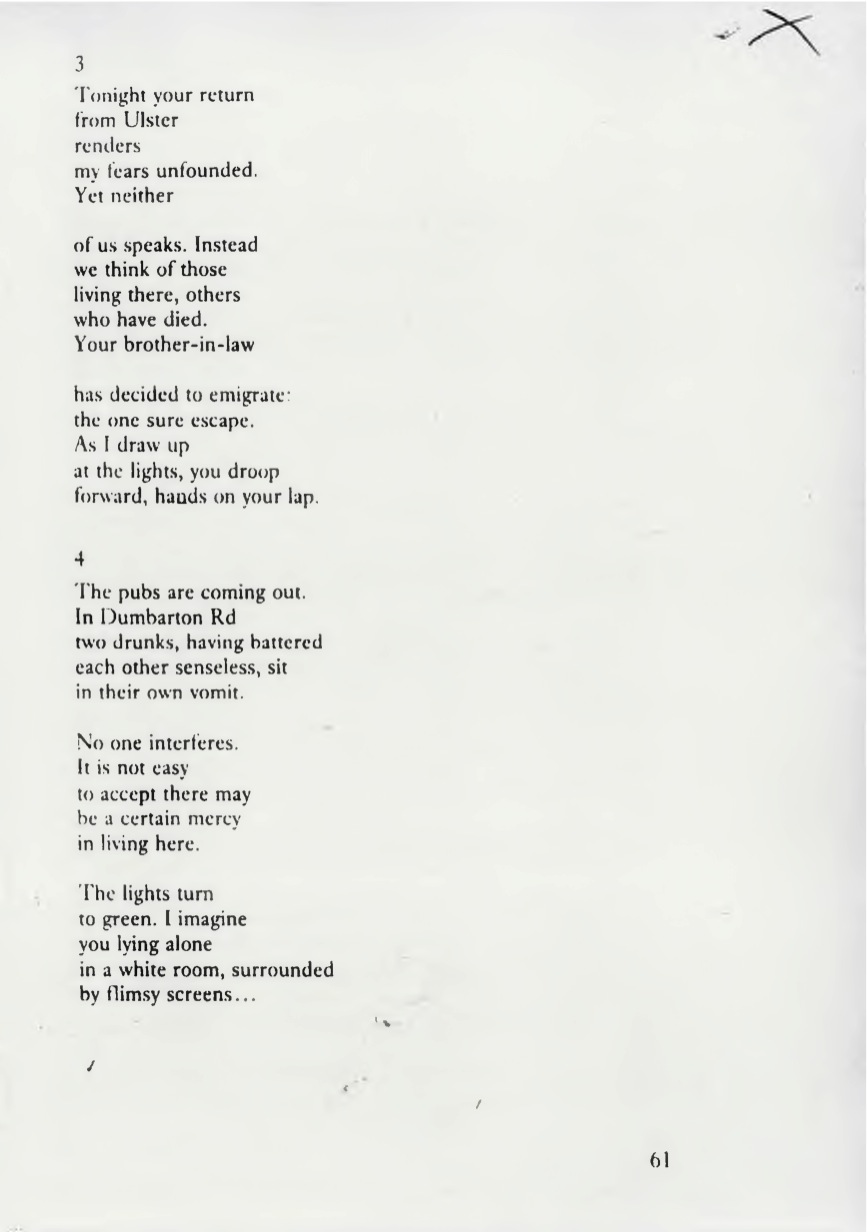 3
Tonight your return
from Ulster
renders
my fears unfounded.
Yet neither
of us speaks. Instead
we think of those
living there, others
who have died.
Your brother-in-law
has decided to emigrate:
the one sure escape.
As I draw up
at the lights, you droop
forward, hands on your lap.
4
The pubs are coming out.
In Dumbarton Rd
two drunks, having battered
each other senseless, sit
in their own vomit.
No one interferes.
It is not easy
to accept there may
be a certain mercy
in living here.
The lights turn
to green. I imagine
you lying alone
in a white room, surrounded
by flimsy screens...
61